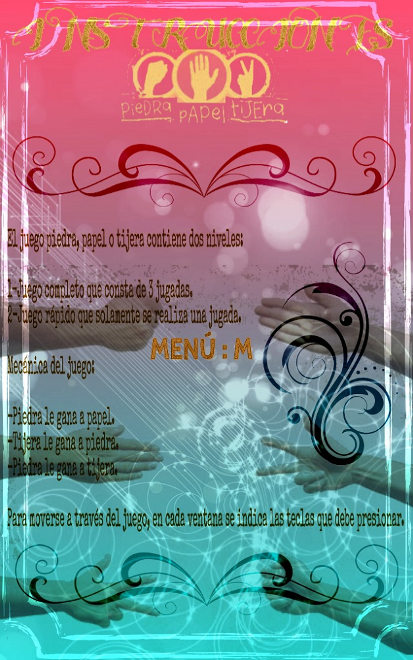 INSTRUCCIONES
PIEDRA PAPEL TIJERA
El juego piedra, papel o tijera contiene dos niveles:
1-Juego completo que consta de 3 jugadas.
2-Juego rápido que solamente se realiza una jugada.
MENÚ : M
Mecánica del juego:
-Piedra le gana a papel.
-Tijera le gana a piedra.
-Piedra le gana a tijera.
Para moverse a través del juego, en cada ventana se indica las teclas que debe presionar.